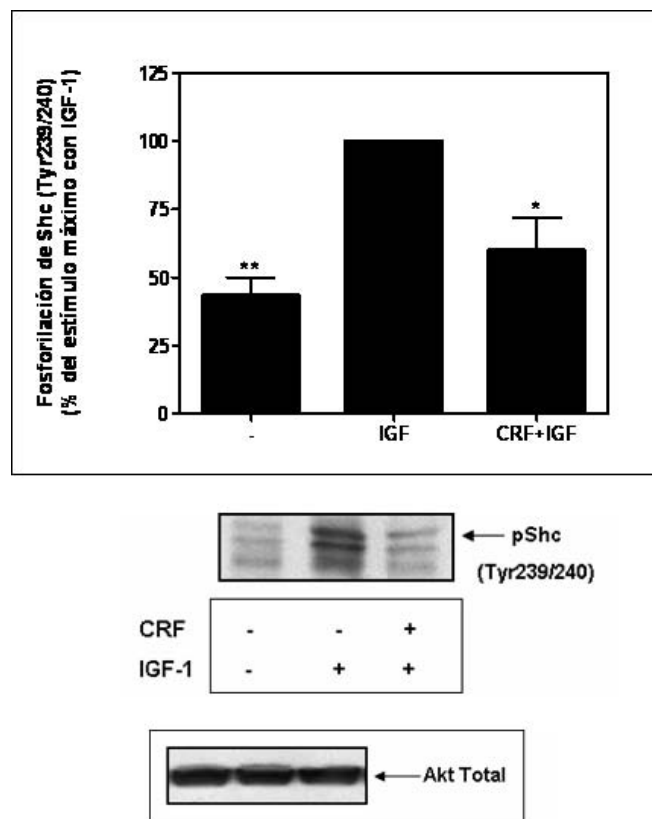 Fosforilación de Shc (Tyr239/240)
(% del estímulo máximo con IGF-1)
125
100
75
50
25
0
**
*
-
IGF
CRF+IGF
pShc
(Tyr239/240)
CRF - - +
IGF-1 - + +
Akt Total